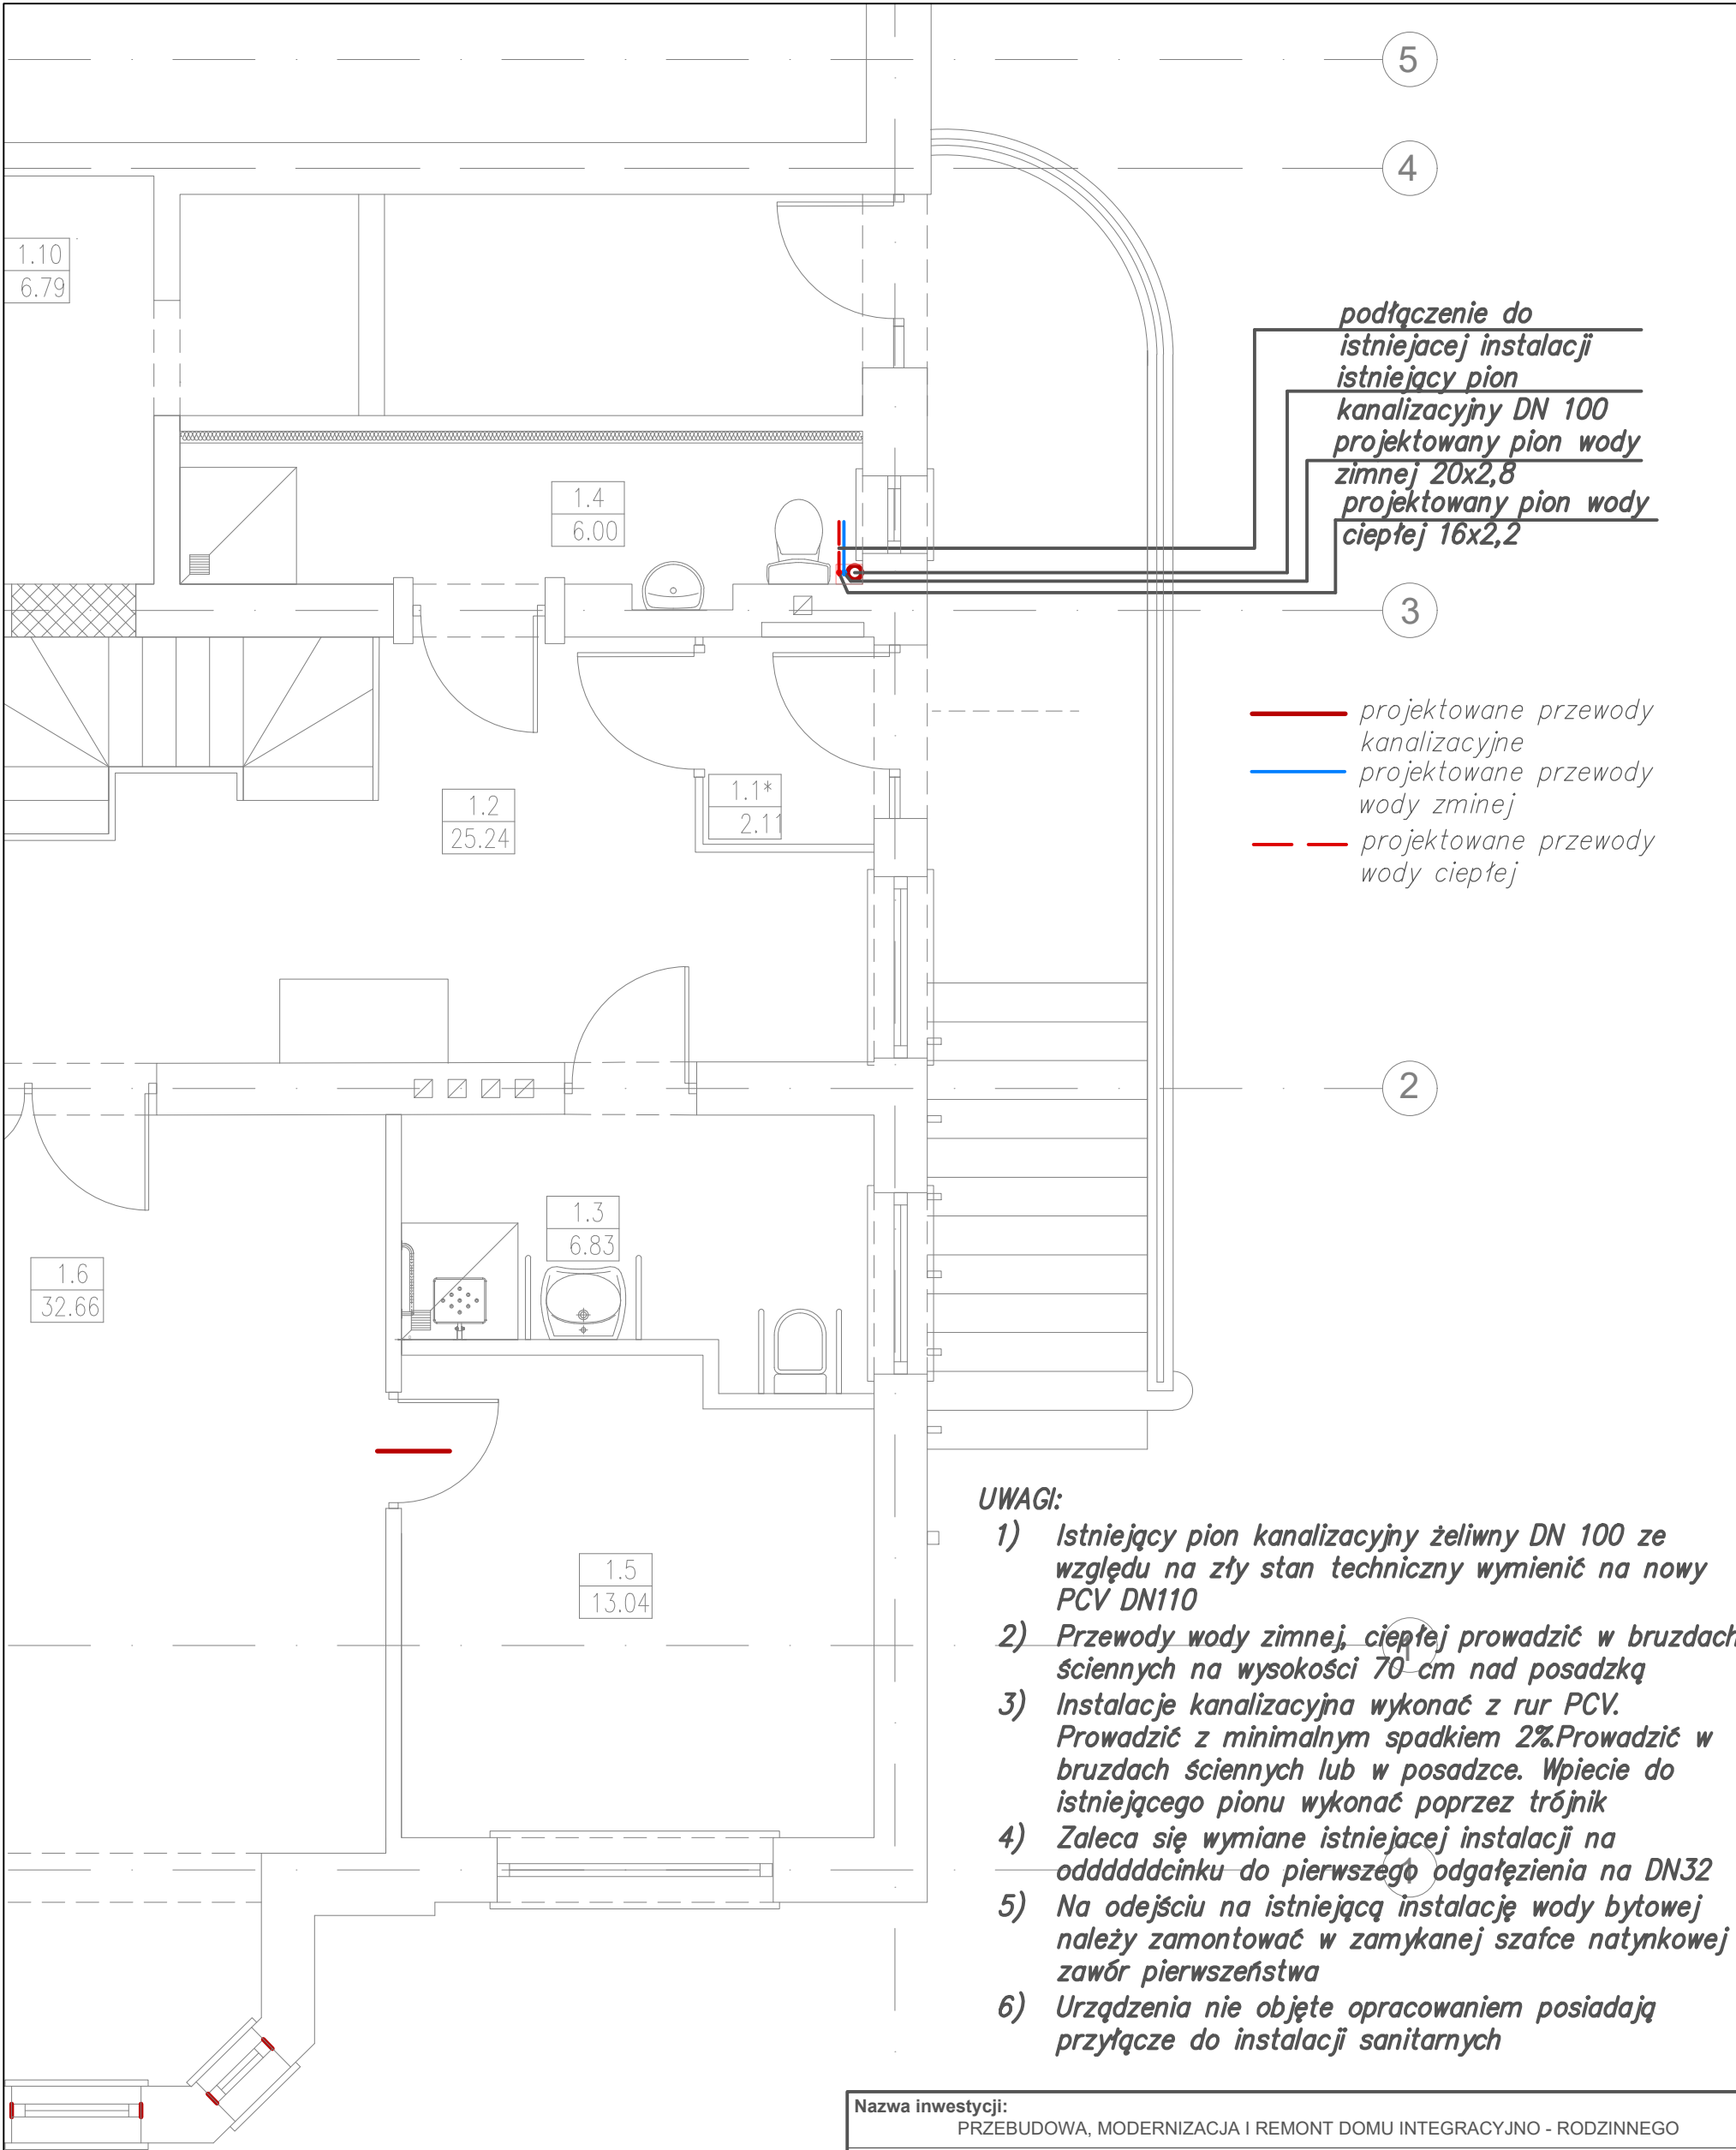 5
4
1.10
6.79
podłączenie do
istniejacej instalacji
istniejący pion
kanalizacyjny DN 100
projektowany pion wody
zimnej 20x2,8
projektowany pion wody
ciepłej 16x2,2
1.4
6.00
3
projektowane przewody
kanalizacyjne
projektowane przewody
wody zminej
projektowane przewody
wody ciepłej
1.1*
2.11
1.2
25.24
2
1.3
6.83
1.6
32.66
UWAGI:
1) Istniejący pion kanalizacyjny żeliwny DN 100 ze
względu na zły stan techniczny wymienić na nowy
PCV DN110
1.5
13.04
2) Przewody wody zimnej, ciepłej prowadzić w bruzdach
1
ściennych na wysokości 70 cm nad posadzką
3) Instalacje kanalizacyjna wykonać z rur PCV.
Prowadzić z minimalnym spadkiem 2%.Prowadzić w
bruzdach ściennych lub w posadzce. Wpiecie do
istniejącego pionu wykonać poprzez trójnik
4) Zaleca się wymiane istniejacej instalacji na
oddddddcinku do pierwszego odgałęzienia na DN32
1
5) Na odejściu na istniejącą instalację wody bytowej
należy zamontować w zamykanej szafce natynkowej
zawór pierwszeństwa
6) Urządzenia nie objęte opracowaniem posiadają
przyłącze do instalacji sanitarnych
Nazwa inwestycji:
PRZEBUDOWA, MODERNIZACJA I REMONT DOMU INTEGRACYJNO - RODZINNEGO